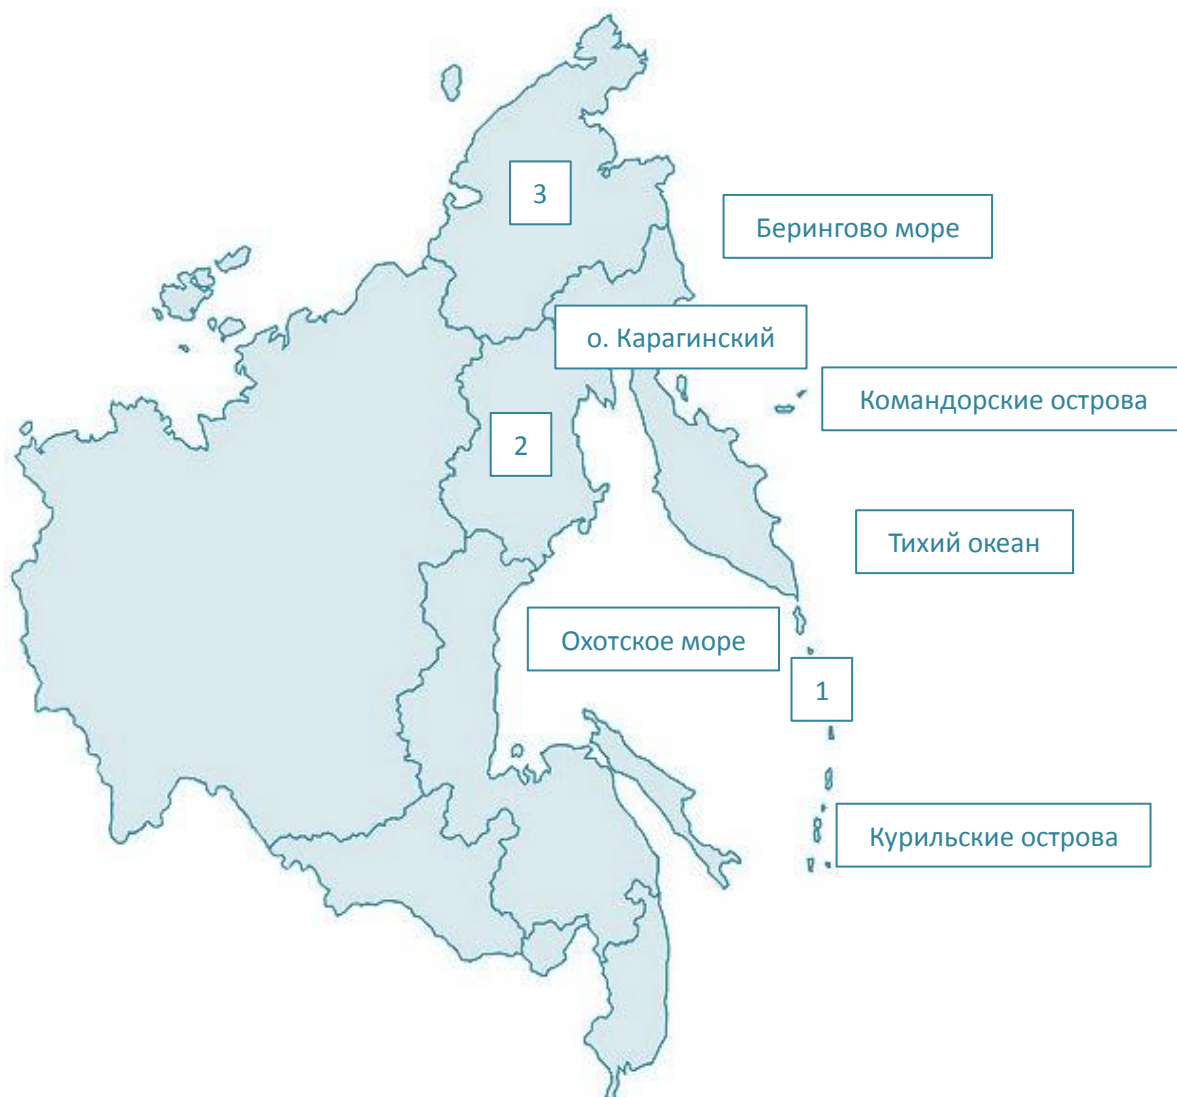 3
Берингово море
о. Карагинский
Командорские острова
2
Тихий океан
Охотское море
1
Курильские острова